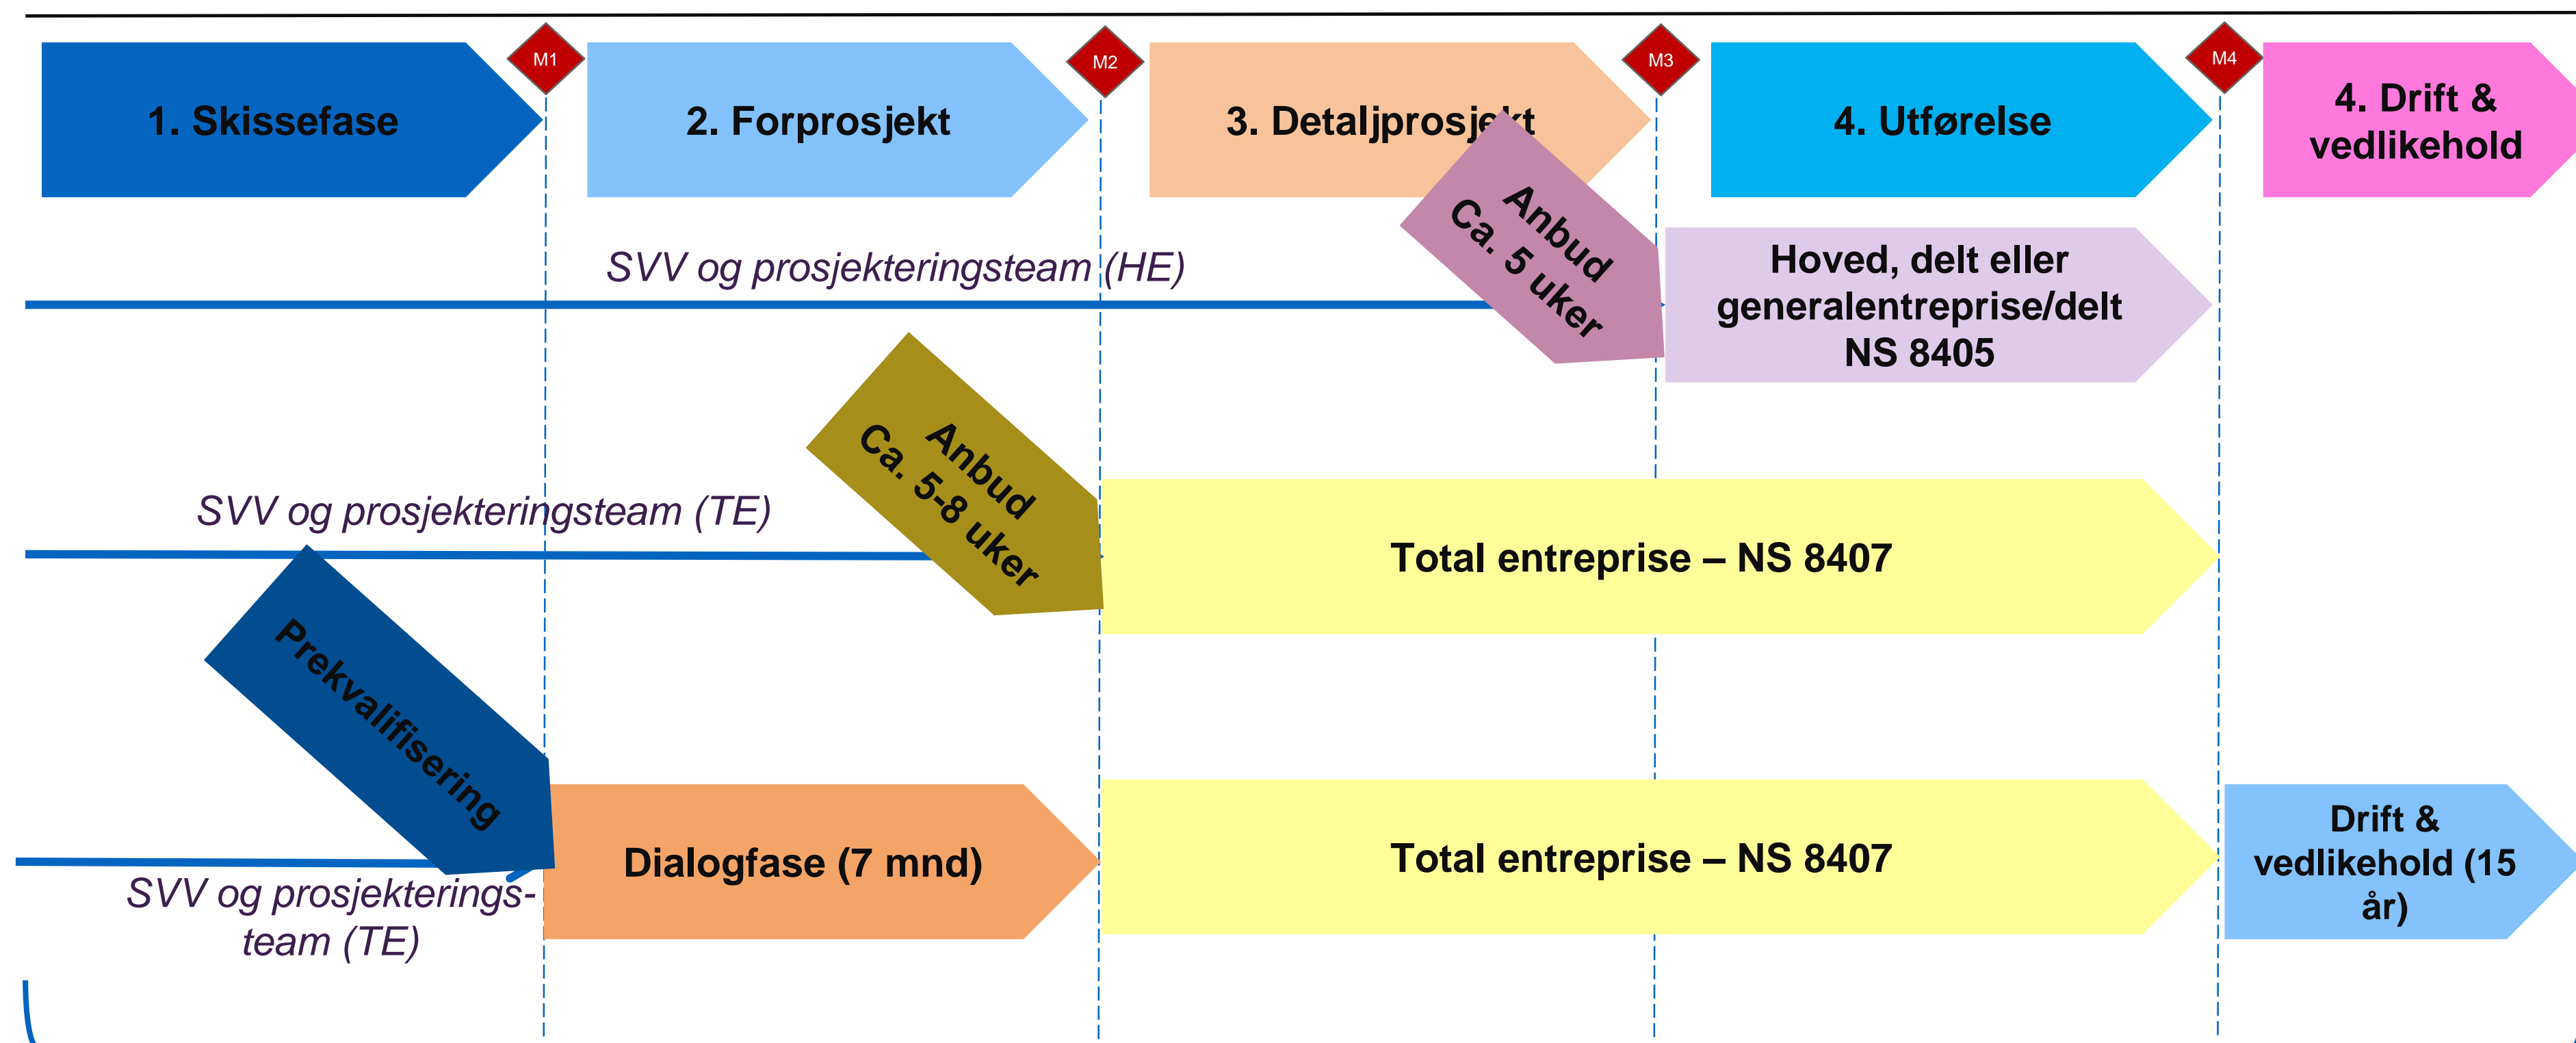 M1
M2
M3
M4
1. Skissefase
2. Forprosjekt
3. Detaljprosjekt
4. Utførelse
4. Drift &
vedlikehold
SVV og prosjekteringsteam (HE)
Anbud
Ca. 5 uker
Hoved, delt eller
generalentreprise/delt
NS 8405
SVV og prosjekteringsteam (TE)
Anbud
Ca. 5-8 uker
Total entreprise – NS 8407
Prekvalifisering
SVV og prosjekterings-
team (TE)
Dialogfase (7 mnd)
Total entreprise – NS 8407
Drift &
vedlikehold (15
år)